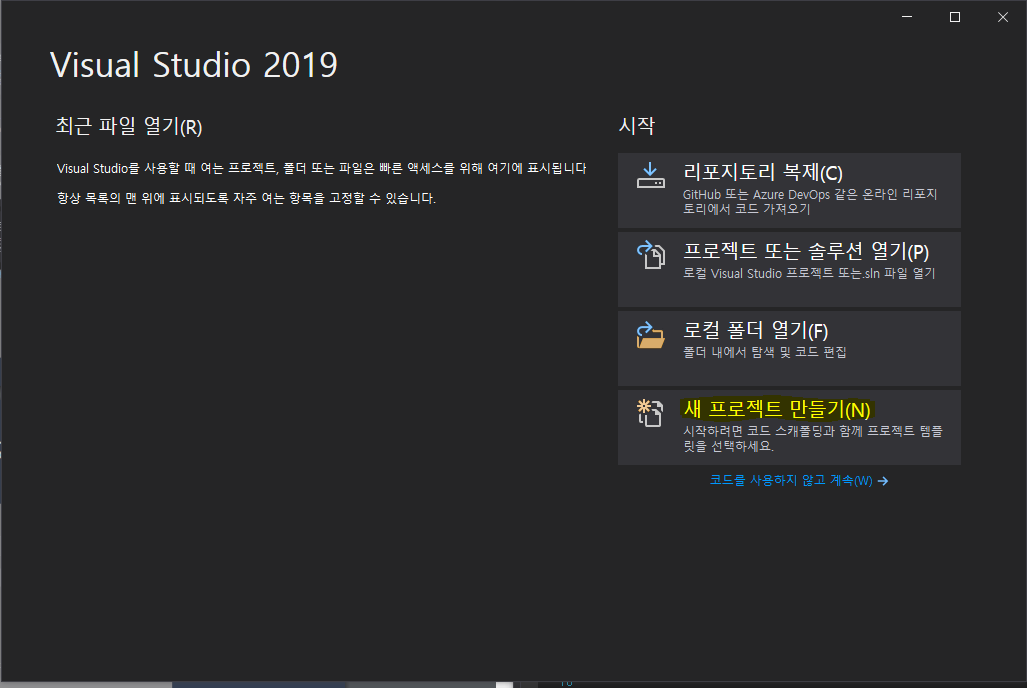 Visual Studio 2019
최근 파일 열기(R)
Visual Studio를 사용할 때 여는 프로젝트, 폴더 또는 파일은 빠른 액세스를 위해 여기에 표시됩니다
항상 목록의 맨 위에 표시되도록 자주 여는 항목을 고정할 수 있습니다.
시작
리포지토리 복제(C)
GitHub 또는 Azure DevOps 같은 온라인 리포지
토리에서 코드 가져오기
프로젝트 또는 솔루션 열기(P)
로컬 Visual Studio 프로젝트 또는.sln 파일 열기
로컬 폴더 열기(F)
폴더 내에서 탐색 및 코드 편집
새 프로젝트 만들기(N)
시작하려면 코드 스캐폴딩과 함께 프로젝트 템플
릿을 선택하세요.
코드를 사용하지 않고 계속(W) →